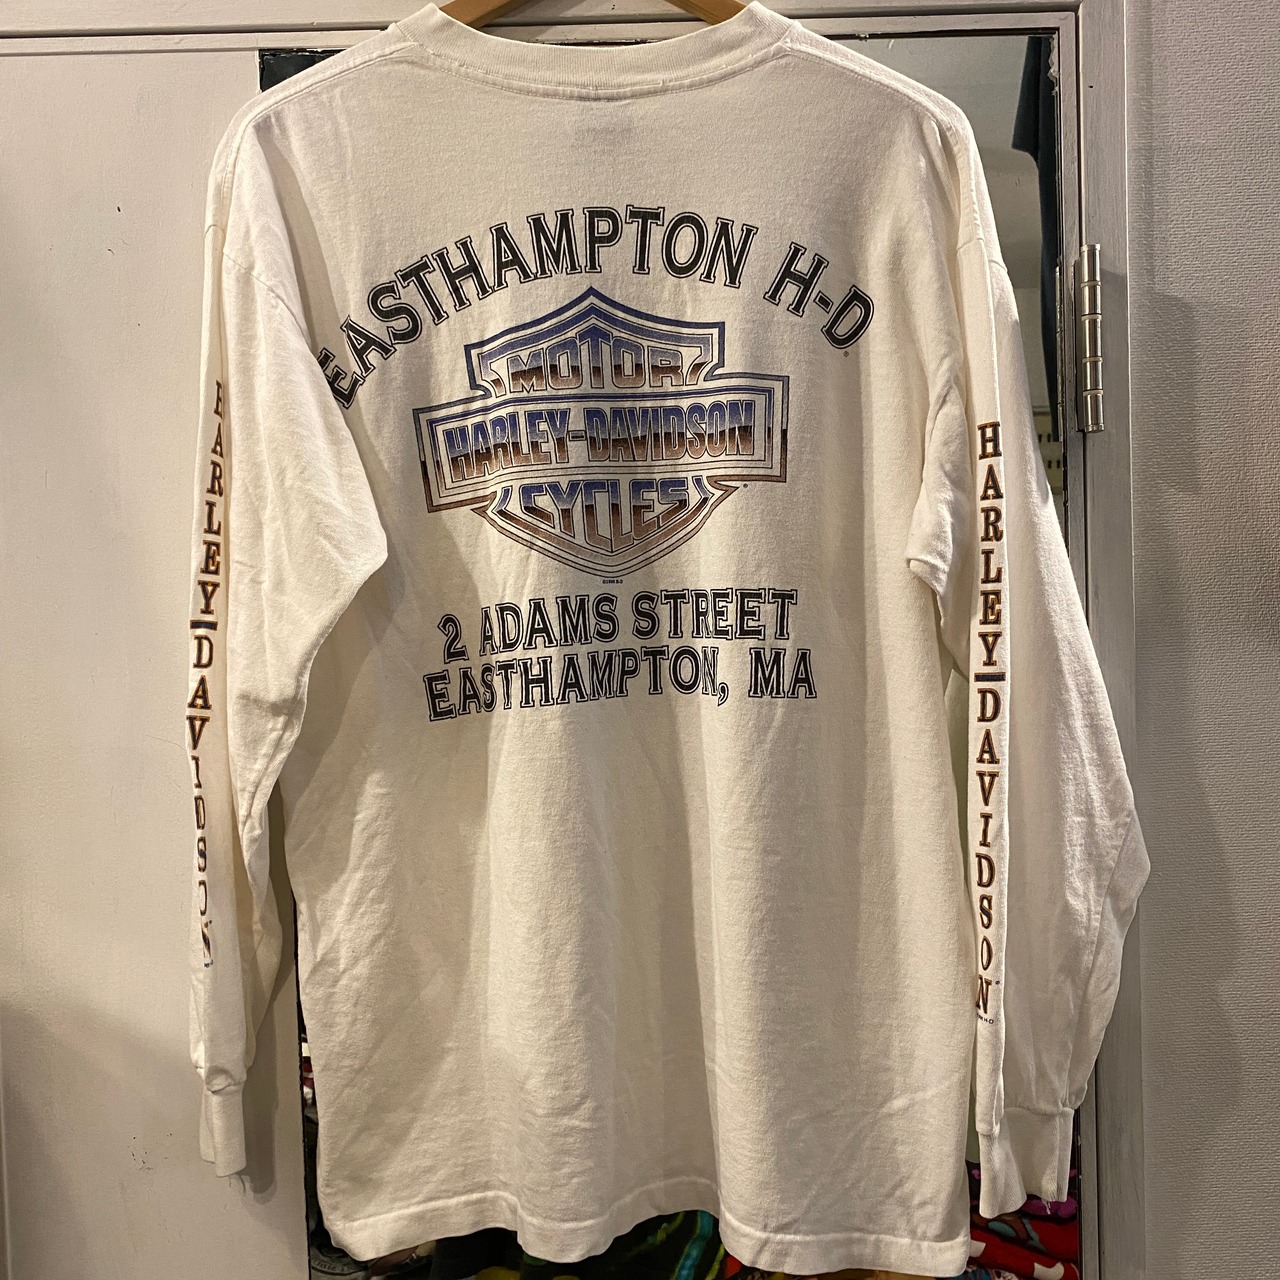 EASTHAMPTON H-D
MOTOR
HARLEY-DAVIDSON
CYCLES
2 ADAMS STREET
EASTHAMPTON, MA
HARLEY-DAVIDSON
HARLEY-DAVIDSON